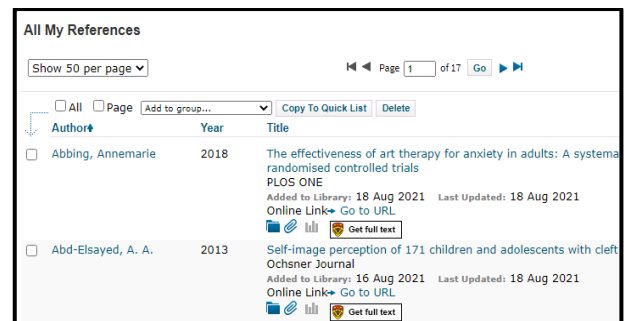 All My References
Show 50 per page
Page 1 of 17 Go
All Page Add to group... Copy To Quick List Delete
Author Year Title
Abbing, Annemarie 2018 The effectiveness of art therapy for anxiety in adults: A systema
randomised controlled trials
PLOS ONE
Added to Library: 18 Aug 2021 Last Updated: 18 Aug 2021
Online Link Go to URL
Get full text
Abd-Elsayed, A. A. 2013 Self-image perception of 171 children and adolescents with cleft
Ochsner Journal
Added to Library: 16 Aug 2021 Last Updated: 18 Aug 2021
Online Link Go to URL
Get full text